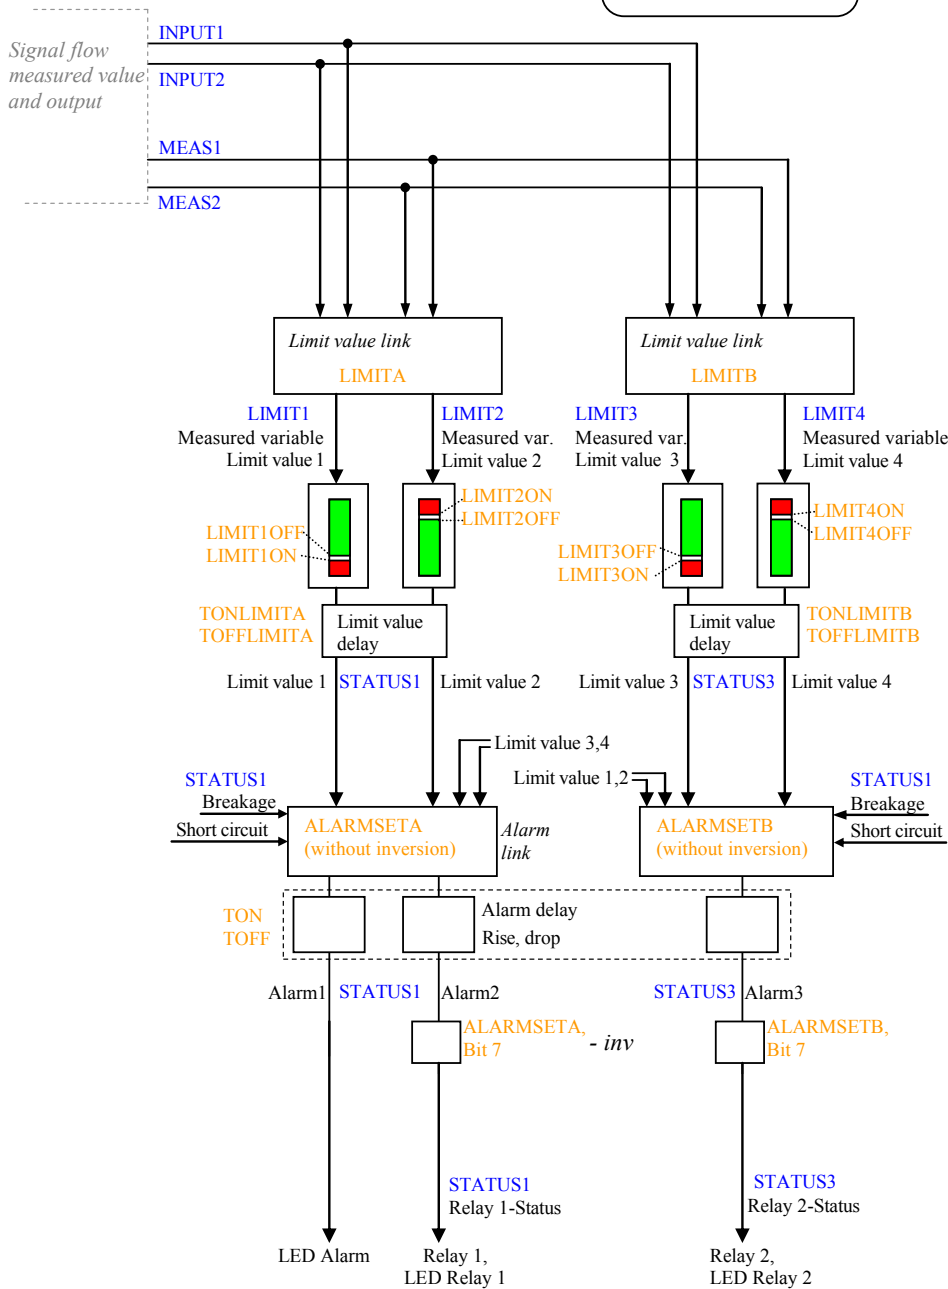 INPUT1
Signal flow
measured value
and output
INPUT2
MEAS1
MEAS2
Limit value link
LIMITA
Limit value link
LIMITB
LIMIT1
Measured variable
Limit value 1
LIMIT2
Measured var.
Limit value 2
LIMIT3
Measured var.
Limit value 3
LIMIT4
Measured variable
Limit value 4
LIMIT1OFF
LIMIT1ON
LIMIT2ON
LIMIT2OFF
LIMIT3OFF
LIMIT3ON
LIMIT4ON
LIMIT4OFF
TONLIMITA
TOFFLIMITA
Limit value
delay
Limit value
delay
TONLIMITB
TOFFLIMITB
Limit value 1
STATUS1
Limit value 2
Limit value 3
STATUS3
Limit value 4
Limit value 3,4
Limit value 1,2
STATUS1
Breakage
Short circuit
ALARMSETA
(without inversion)
Alarm
link
ALARMSETB
(without inversion)
STATUS1
Breakage
Short circuit
TON
TOFF
Alarm delay
Rise, drop
Alarm1
STATUS1
Alarm2
STATUS3
Alarm3
ALARMSETA,
Bit 7
- inv
ALARMSETB,
Bit 7
STATUS1
Relay 1-Status
STATUS3
Relay 2-Status
LED Alarm
Relay 1,
LED Relay 1
Relay 2,
LED Relay 2